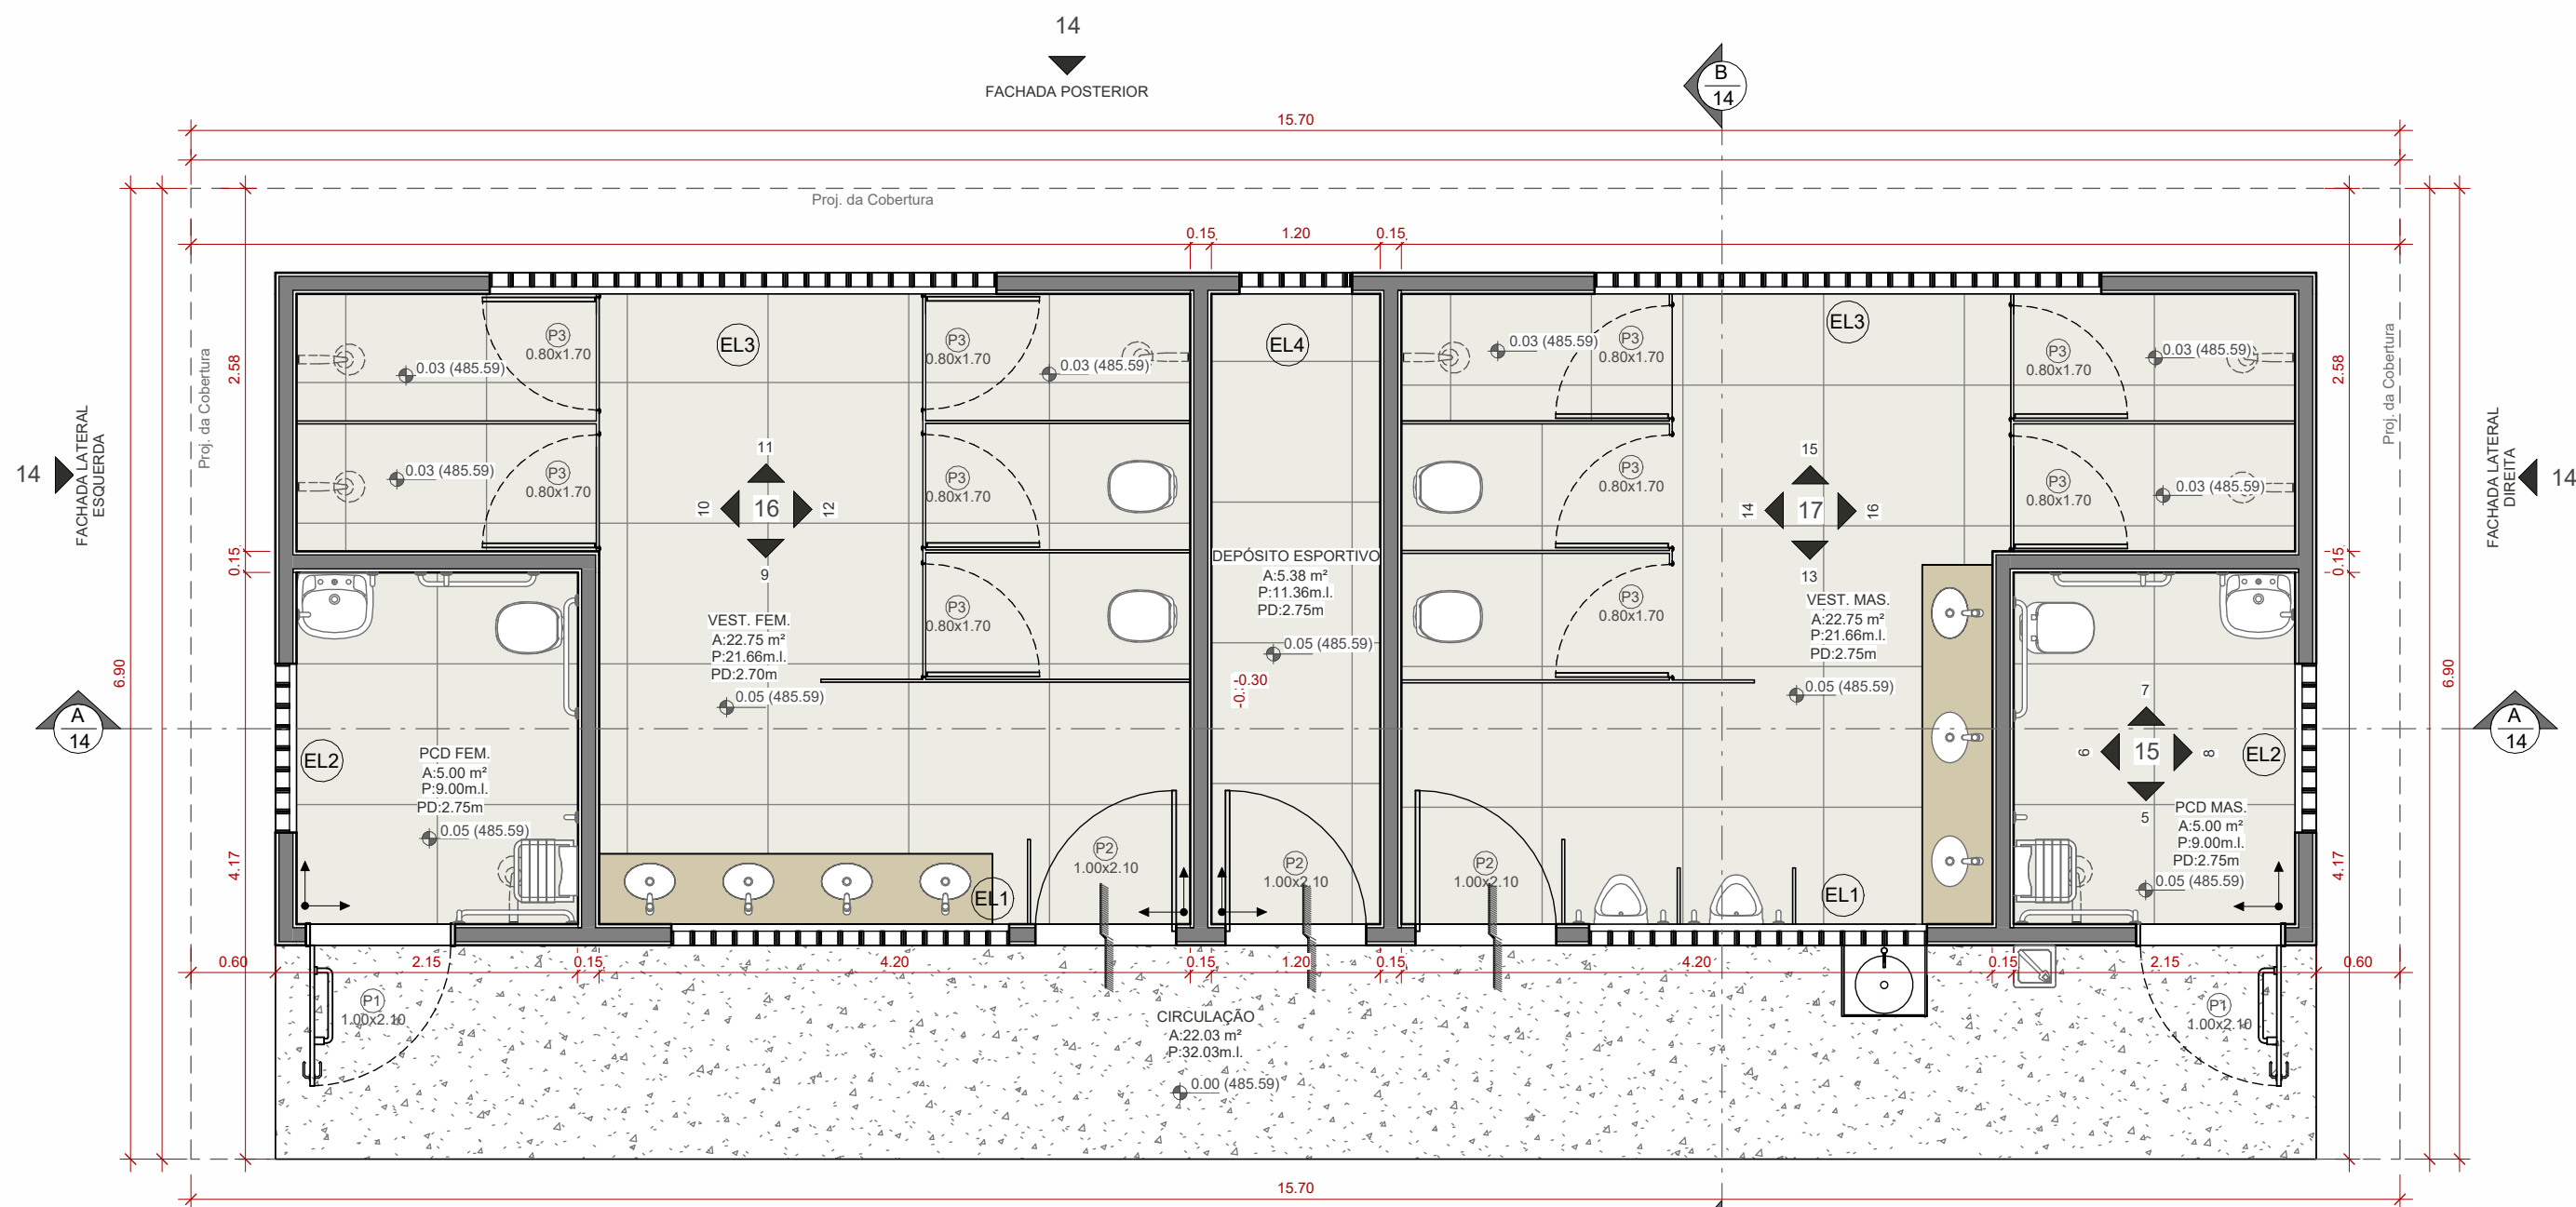 14
FACHADA POSTERIOR
B
14
15.70
Proj. da Cobertura
0.15
1.20
0.15
Proj. da Cobertura
Proj. da Cobertura
2.58
2.58
P3
0.80x1.70
0.03 (485.59)
EL3
P3
0.80x1.70
0.03 (485.59)
EL4
0.03 (485.59)
P3
0.80x1.70
EL3
P3
0.80x1.70
0.03 (485.59)
14
FACHADA LATERAL
ESQUERDA
0.03 (485.59)
P3
0.80x1.70
11
10
16
12
9
P3
0.80x1.70
P3
0.80x1.70
15
14
17
16
13
P3
0.80x1.70
0.03 (485.59)
FACHADA LATERAL
DIREITA
14
0.15
0.15
DEPÓSITO ESPORTIVO
A:5.38 m²
P:11.36m.l.
PD:2.75m
0.05 (485.59)
-0.30
VEST. FEM.
A:22.75 m²
P:21.66m.l.
PD:2.70m
0.05 (485.59)
P3
0.80x1.70
P3
0.80x1.70
VEST. MAS.
A:22.75 m²
P:21.66m.l.
PD:2.75m
0.05 (485.59)
6.90
6.90
A
14
A
14
EL2
PCD FEM.
A:5.00 m²
P:9.00m.l.
PD:2.75m
0.05 (485.59)
7
6
15
8
5
EL2
PCD MAS.
A:5.00 m²
P:9.00m.l.
PD:2.75m
0.05 (485.59)
4.17
4.17
EL1
P2
1.00x2.10
P2
1.00x2.10
P2
1.00x2.10
EL1
0.60
2.15
0.15
4.20
0.15
1.20
0.15
4.20
0.15
2.15
0.60
P1
1.00x2.10
CIRCULAÇÃO
A:22.03 m²
P:32.03m.l.
0.00 (485.59)
P1
1.00x2.10
15.70